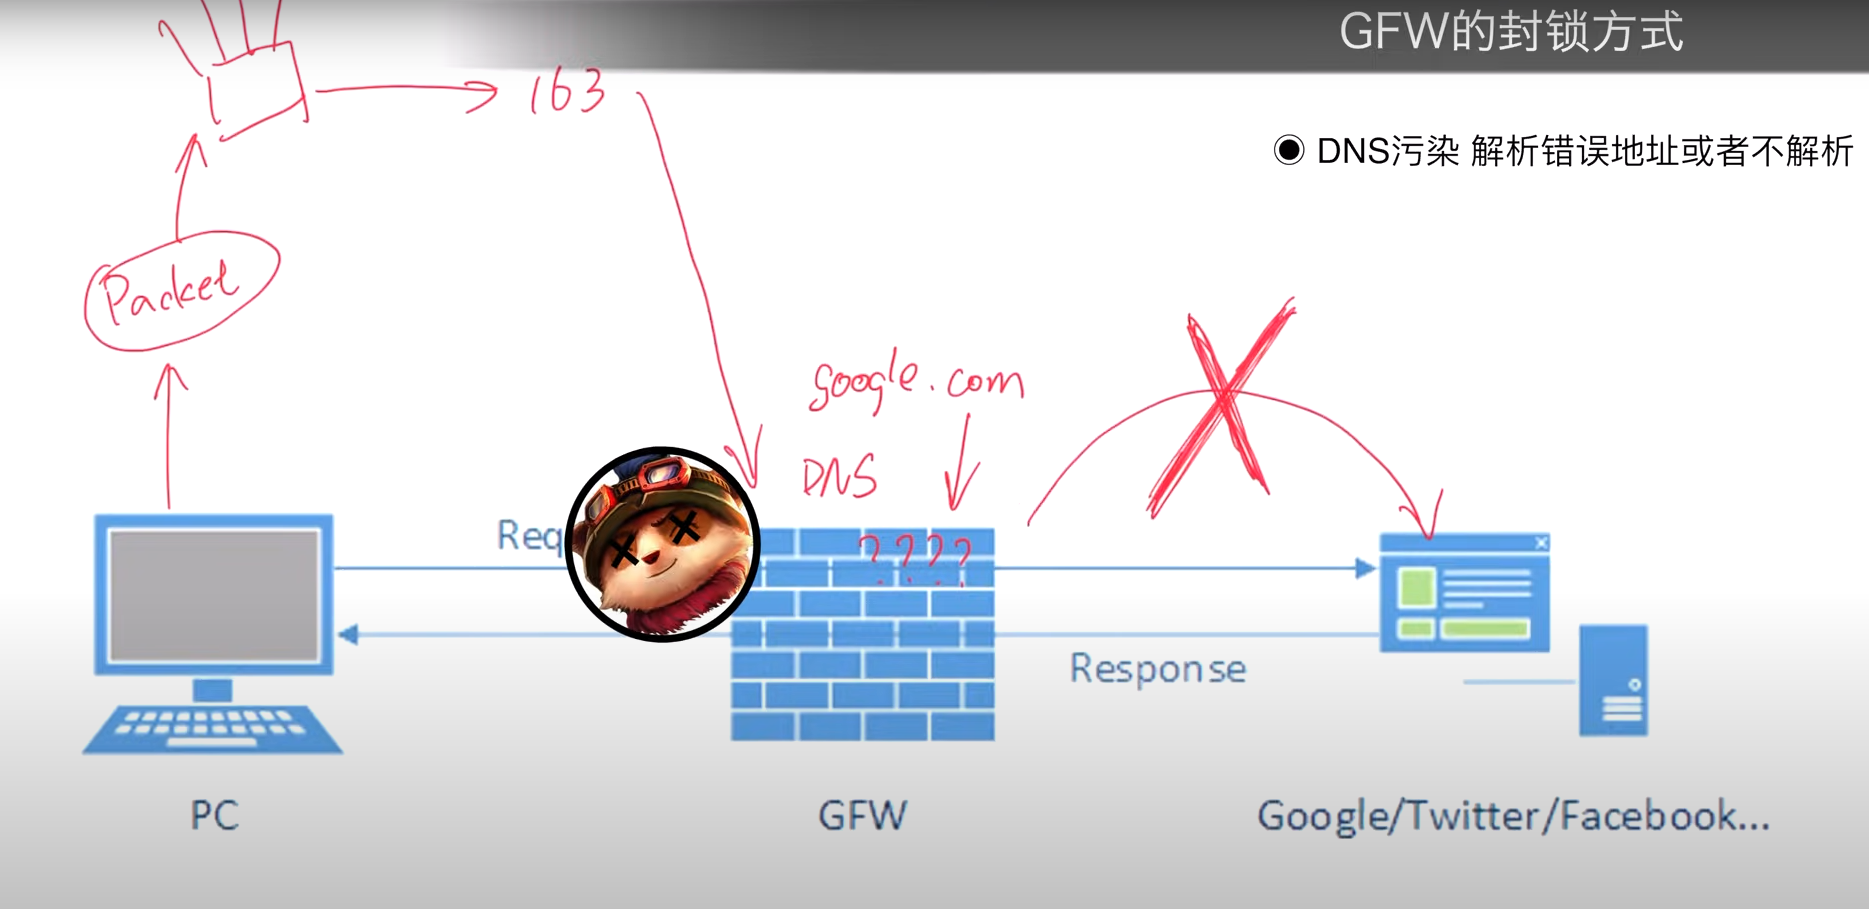 GFW的封锁方式
163
DNS污染 解析错误地址或者不解析
Packet
google.com
DNS
Req
????
Response
PC
GFW
Google/Twitter/Facebook...